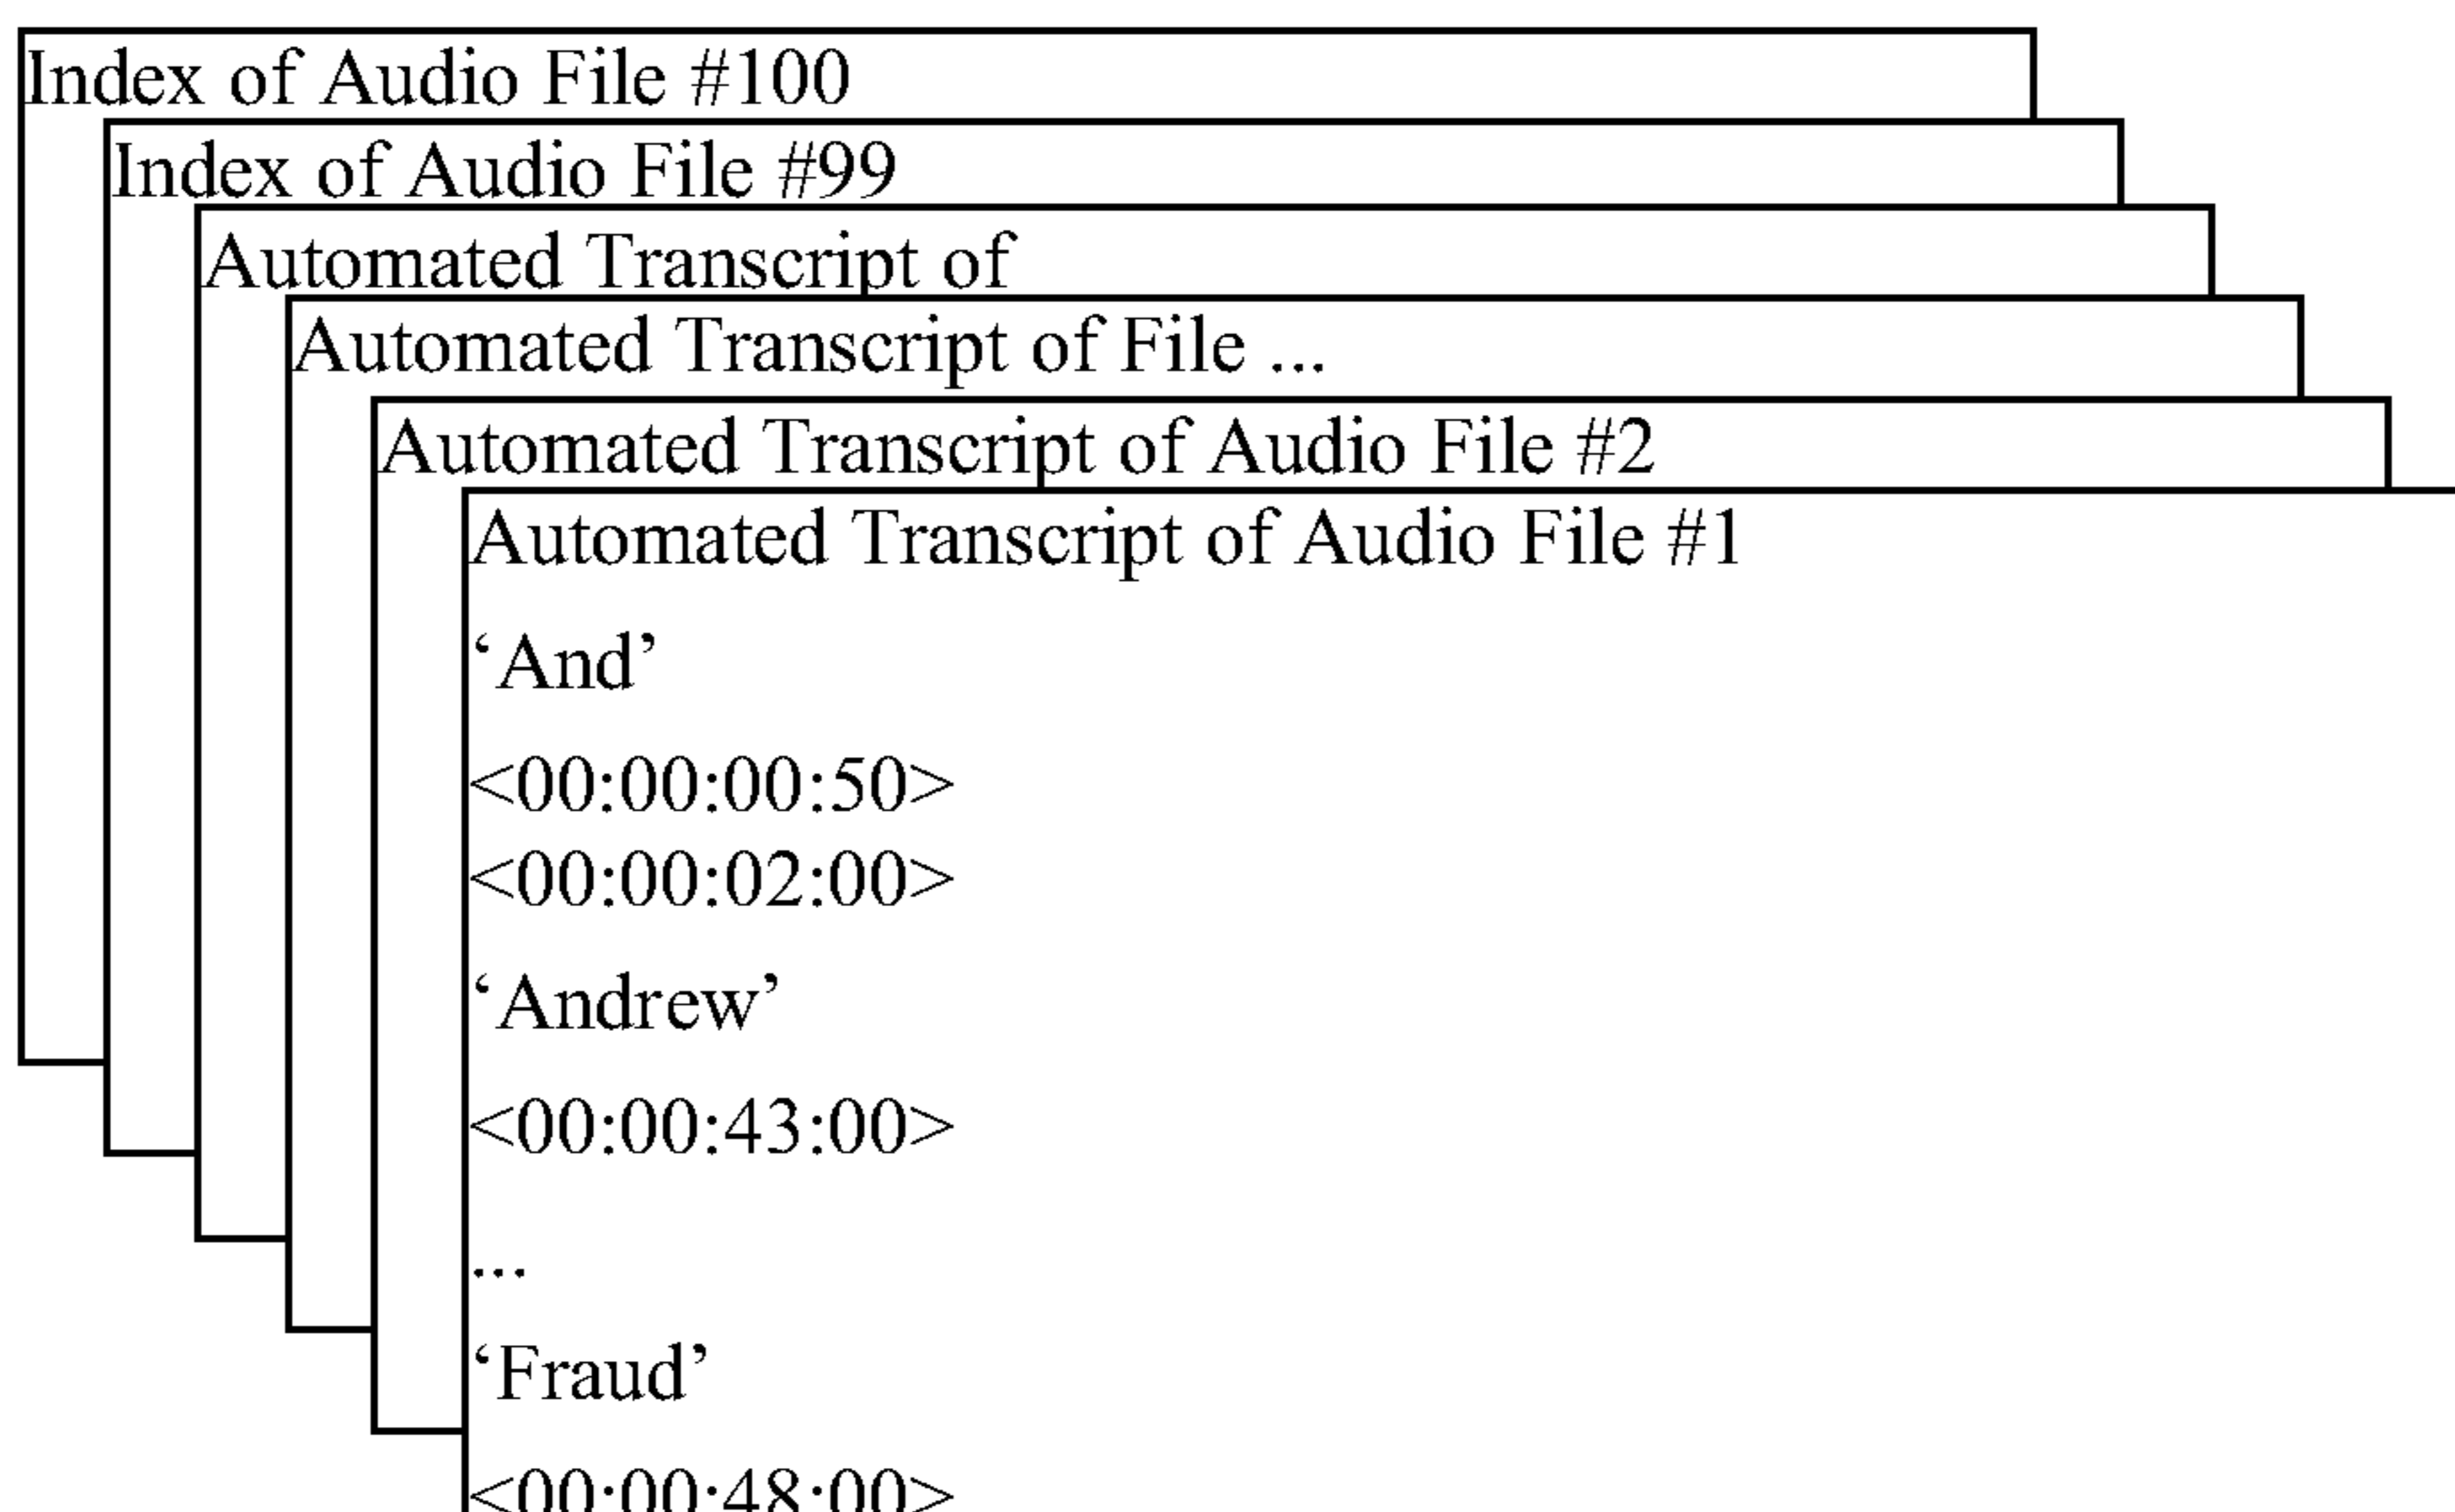 Index of Audio File #100
Index of Audio File #99
Automated Transcript of
Automated Transcript of File ...
Automated Transcript of Audio File #2
Automated Transcript of Audio File #1
‘And’
<00:00:00:50>
<00:00:02:00>
‘Andrew’
<00:00:43:00>
...
‘Fraud’
<00:00:48:00>